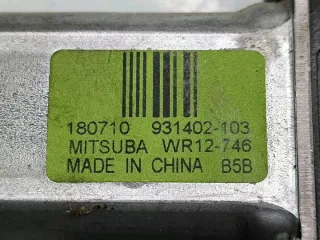 180710 931402-103
MITSUBA WR12-746
MADE IN CHINA B5B